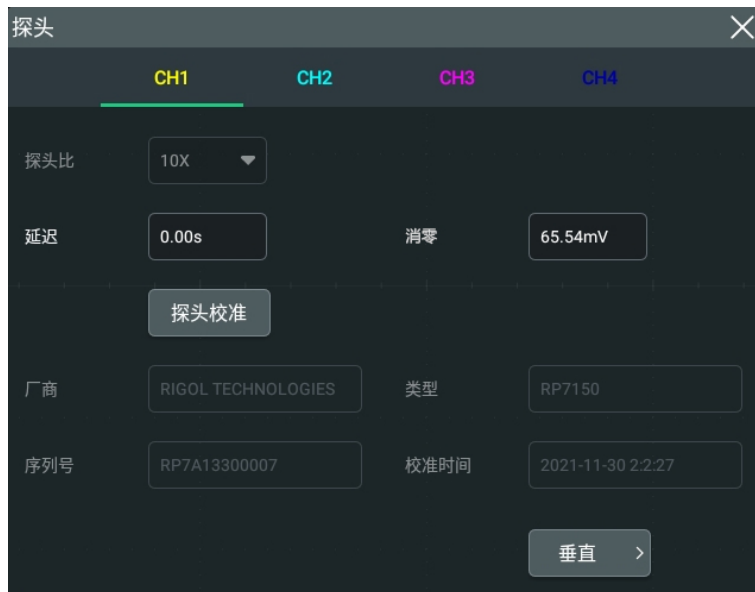 探头
CH1 CH2 CH3 CH4
探头比 10X
延迟 0.00s 消零 65.54mV
探头校准
厂商 RIGOL TECHNOLOGIES 类型 RP7150
序列号 RP7A13300007 校准时间 2021-11-30 2:2:27
垂直 >